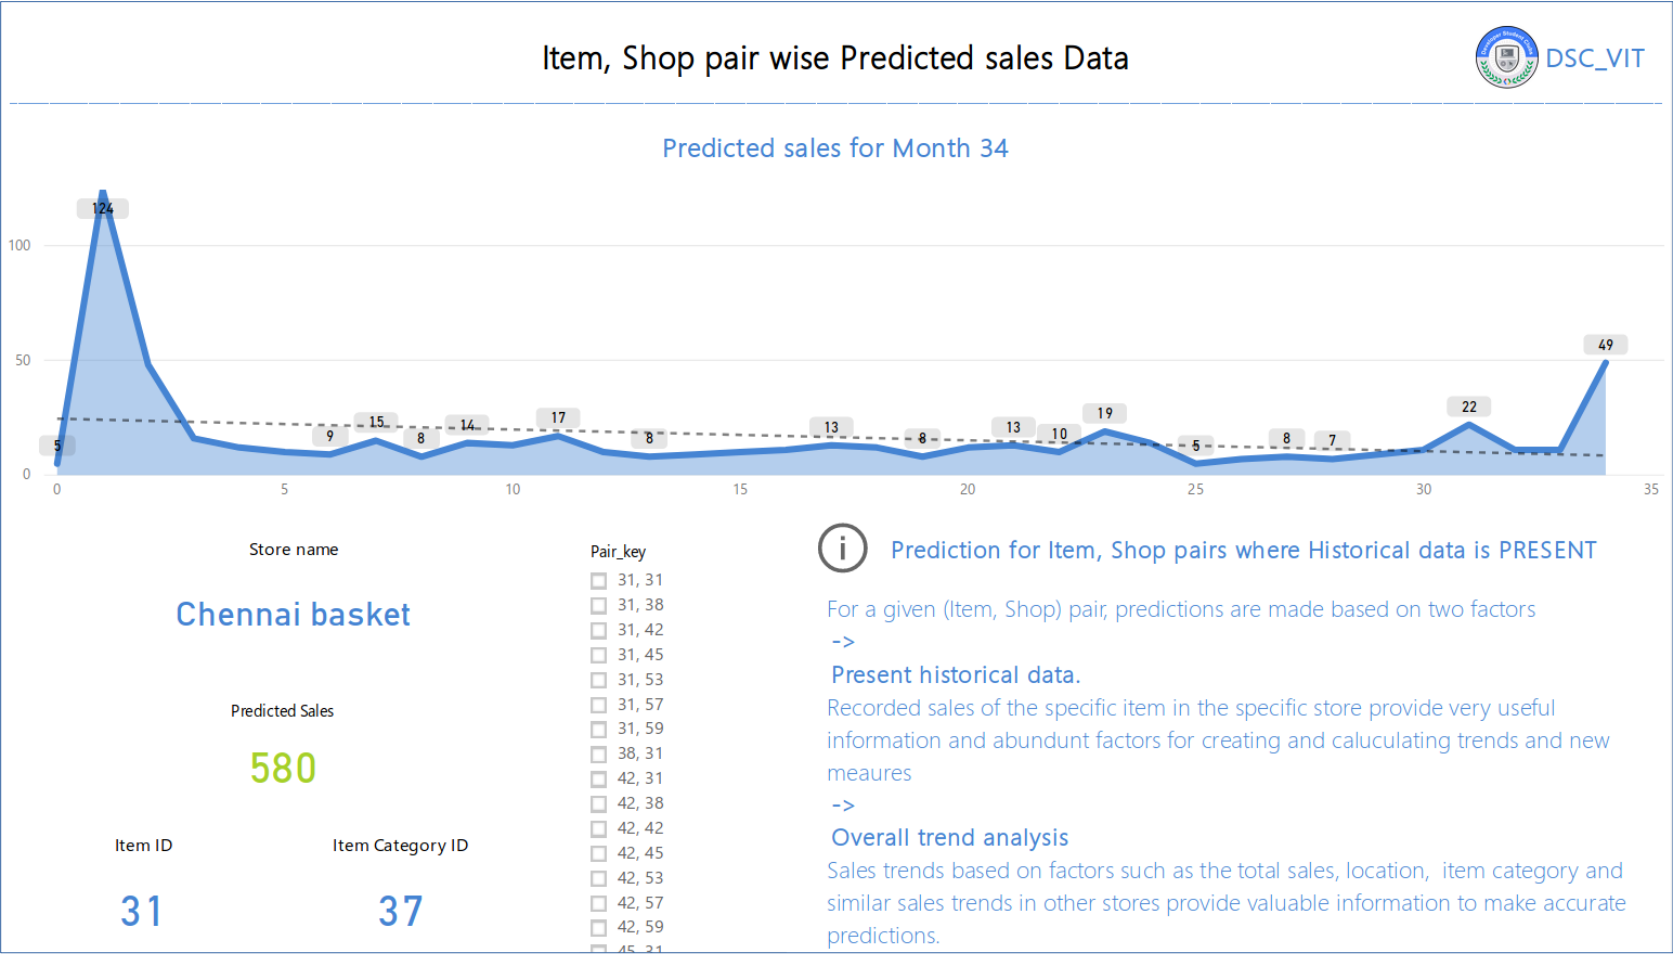 Item, Shop pair wise Predicted sales Data
Developer Student Clubs
DSC_VIT
Predicted sales for Month 34
124
100
50
49
5
9
15
8
14
17
8
13
8
13
10
19
5
8
7
22
0
0
5
10
15
20
25
30
35
Store name
Chennai basket
Predicted Sales
580
Item ID
Item Category ID
31
37
Pair_key
31, 31
31, 38
31, 42
31, 45
31, 53
31, 57
31, 59
38, 31
42, 31
42, 38
42, 42
42, 45
42, 53
42, 57
42, 59
45, 31
i
Prediction for Item, Shop pairs where Historical data is PRESENT
For a given (Item, Shop) pair, predictions are made based on two factors
->
Present historical data.
Recorded sales of the specific item in the specific store provide very useful
information and abundunt factors for creating and caluculating trends and new
meaures
->
Overall trend analysis
Sales trends based on factors such as the total sales, location,  item category and
similar sales trends in other stores provide valuable information to make accurate
predictions.